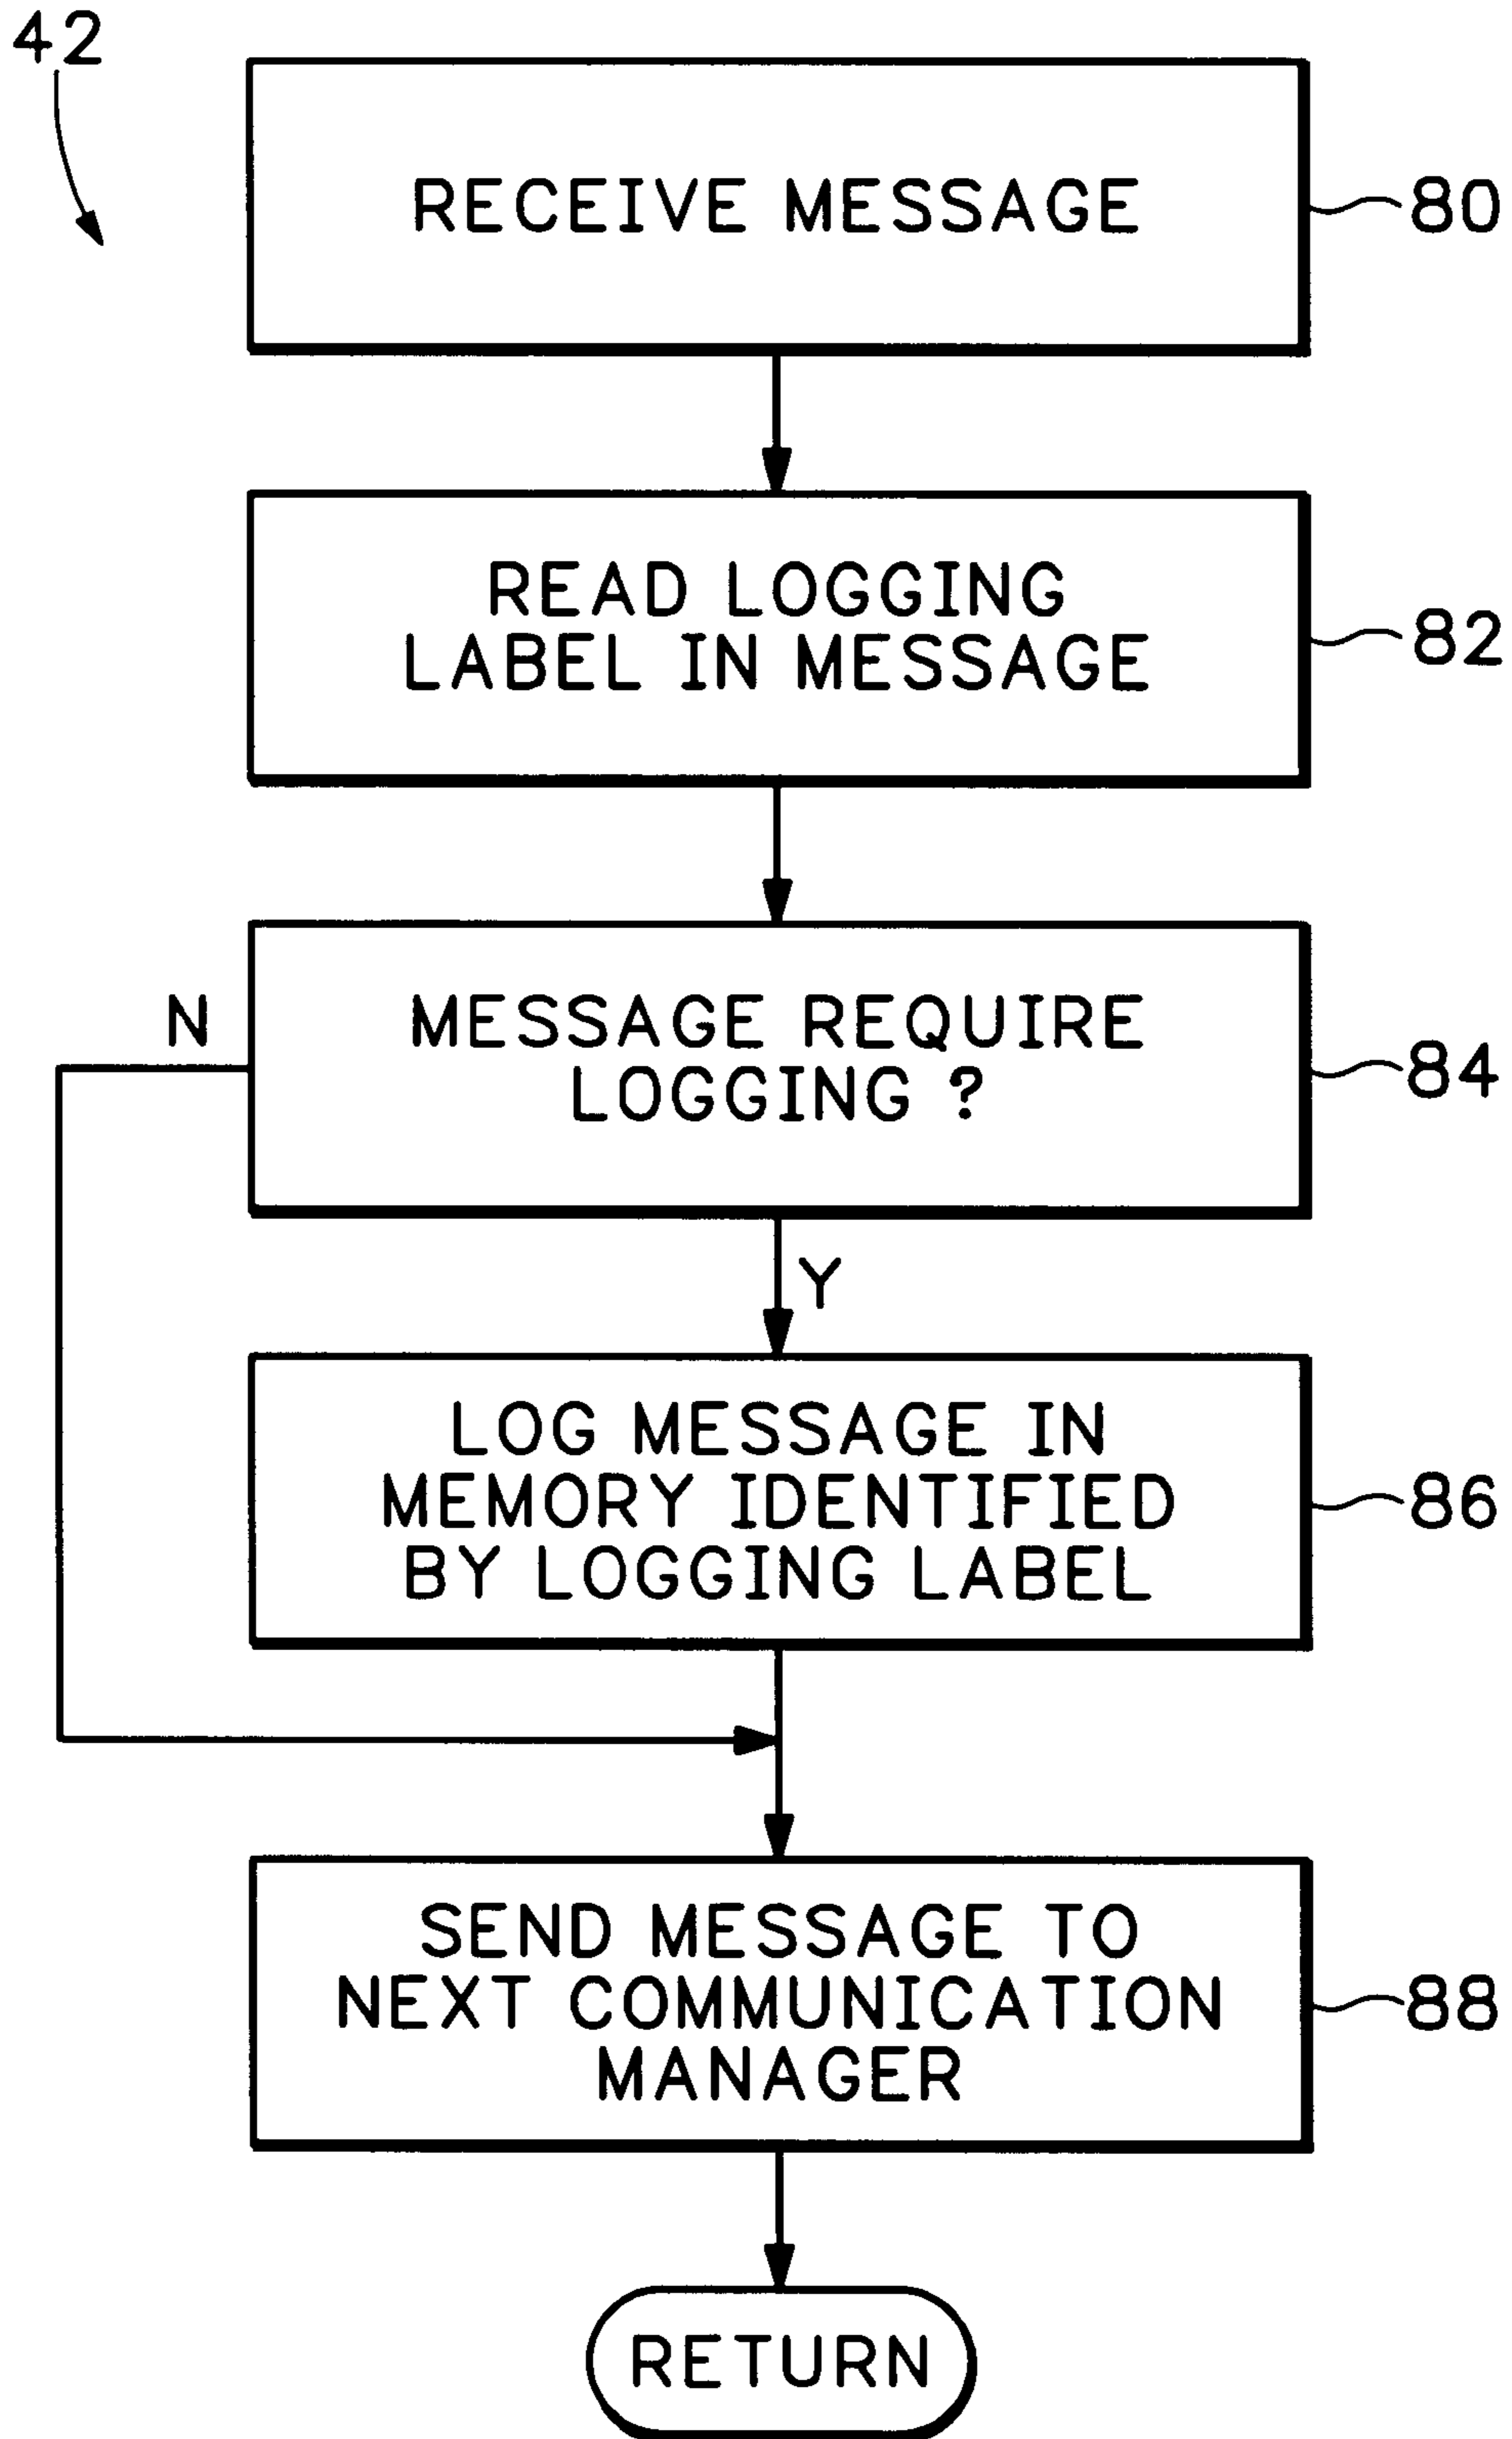 42
RECEIVE MESSAGE
80
READ LOGGING
LABEL IN MESSAGE
82
N
MESSAGE REQUIRE
LOGGING ?
84
Y
LOG MESSAGE IN
MEMORY IDENTIFIED
BY LOGGING LABEL
86
SEND MESSAGE TO
NEXT COMMUNICATION
MANAGER
88
RETURN